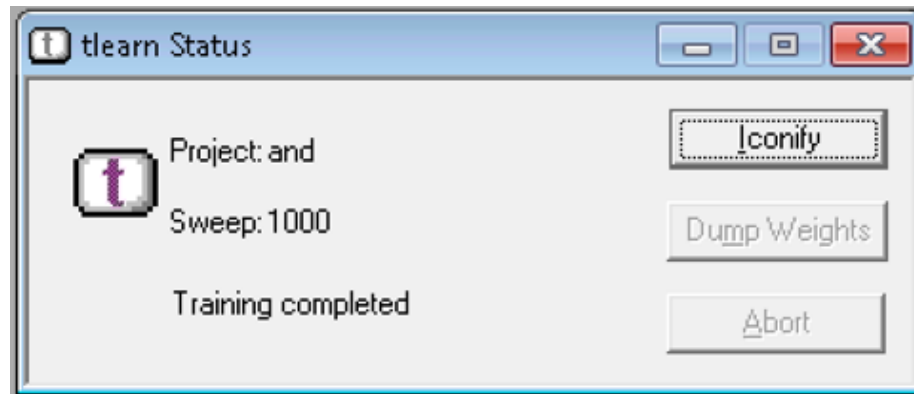 t tlearn Status
t
Project: and
Sweep: 1000
Training completed
Iconify
Dump Weights
Abort